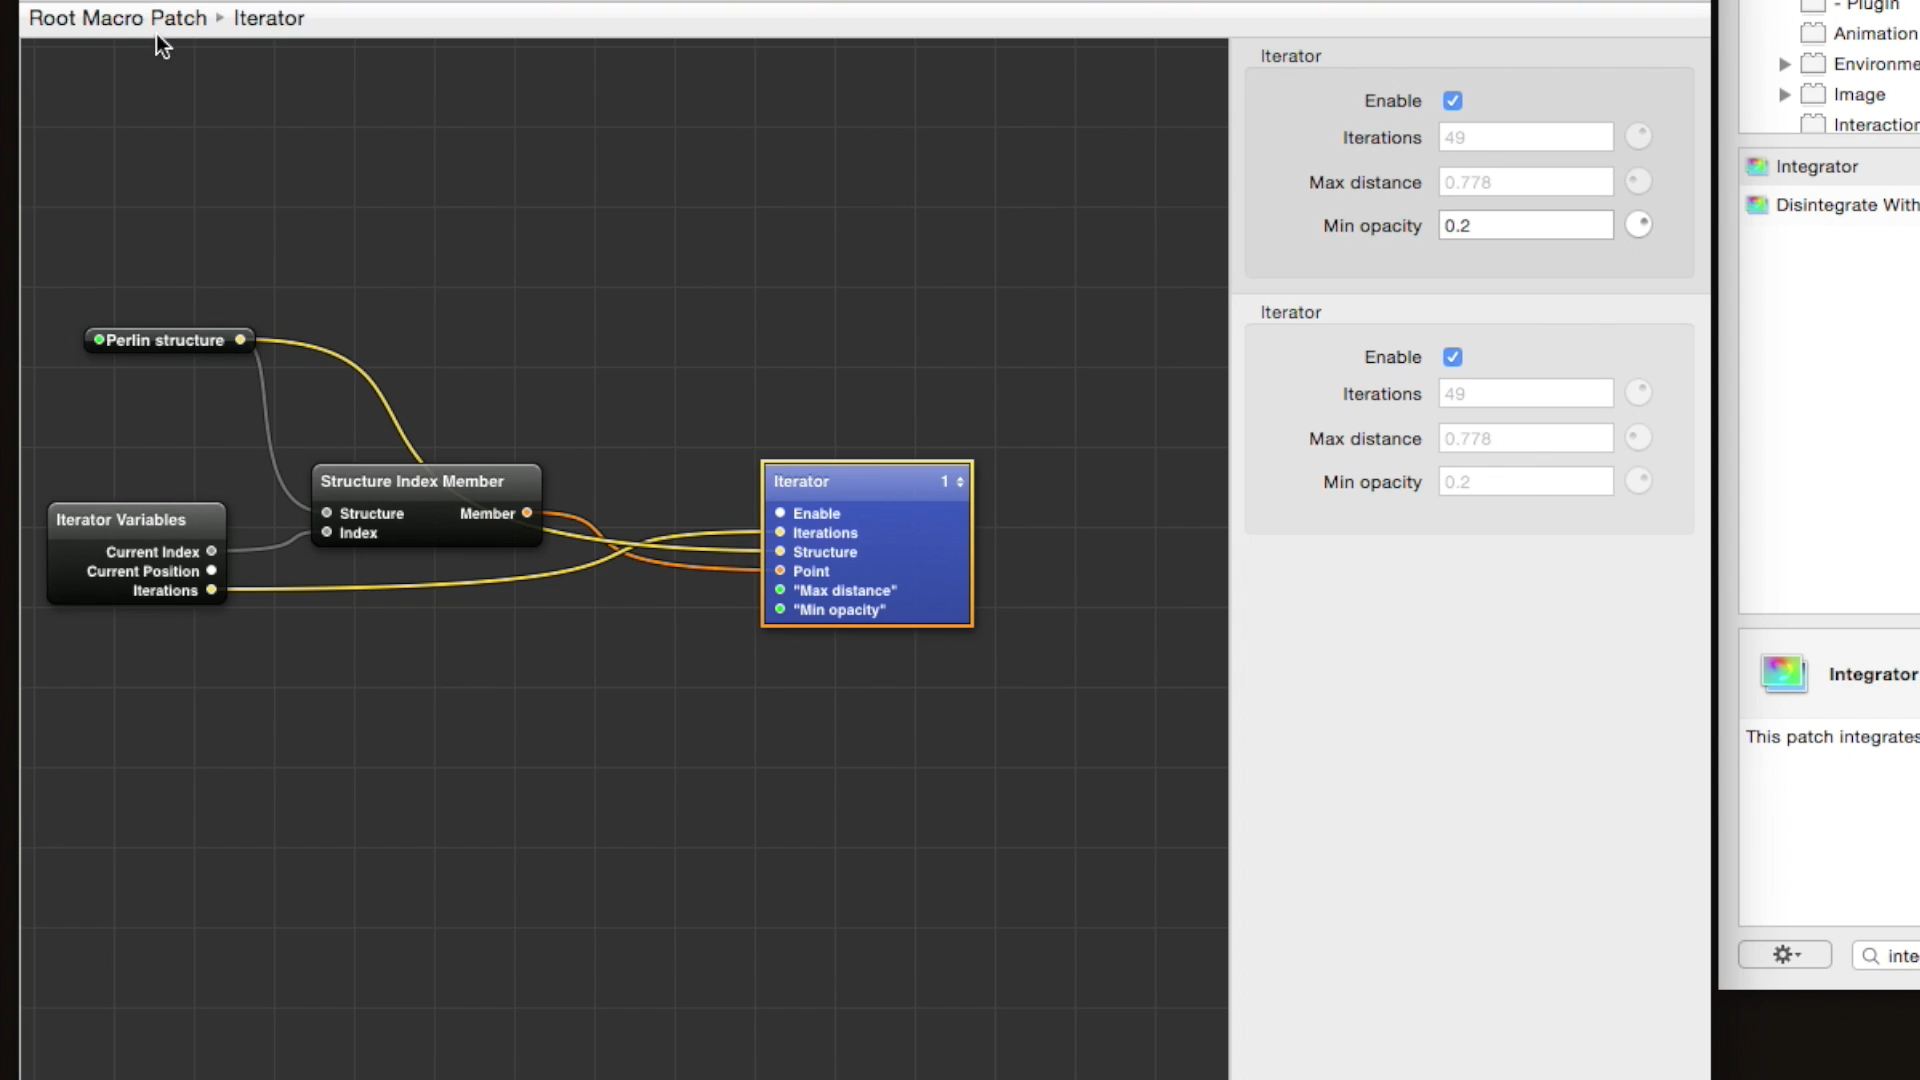 Root Macro Patch ▸ Iterator
Iterator
Enable
Iterations 49
Max distance 0.778
Min opacity 0.2
Iterator
Enable
Iterations 49
Max distance 0.778
Min opacity 0.2
Perlin structure
Structure Index Member
Structure Member
Index
Iterator Variables
Current Index
Current Position
Iterations
Iterator 1
Enable
Iterations
Structure
Point
"Max distance"
"Min opacity"
- Plugin
Animation
Environme
Image
Interaction
Integrator
Disintegrate With
Integrator
This patch integrates
inte